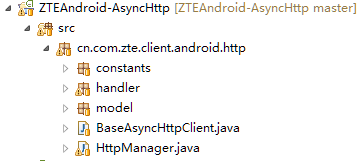 ZTEAndroid-AsyncHttp [ZTEAndroid-AsyncHttp master]
src
cn.com.zte.client.android.http
constants
handler
model
BaseAsyncHttpClient.java
HttpManager.java